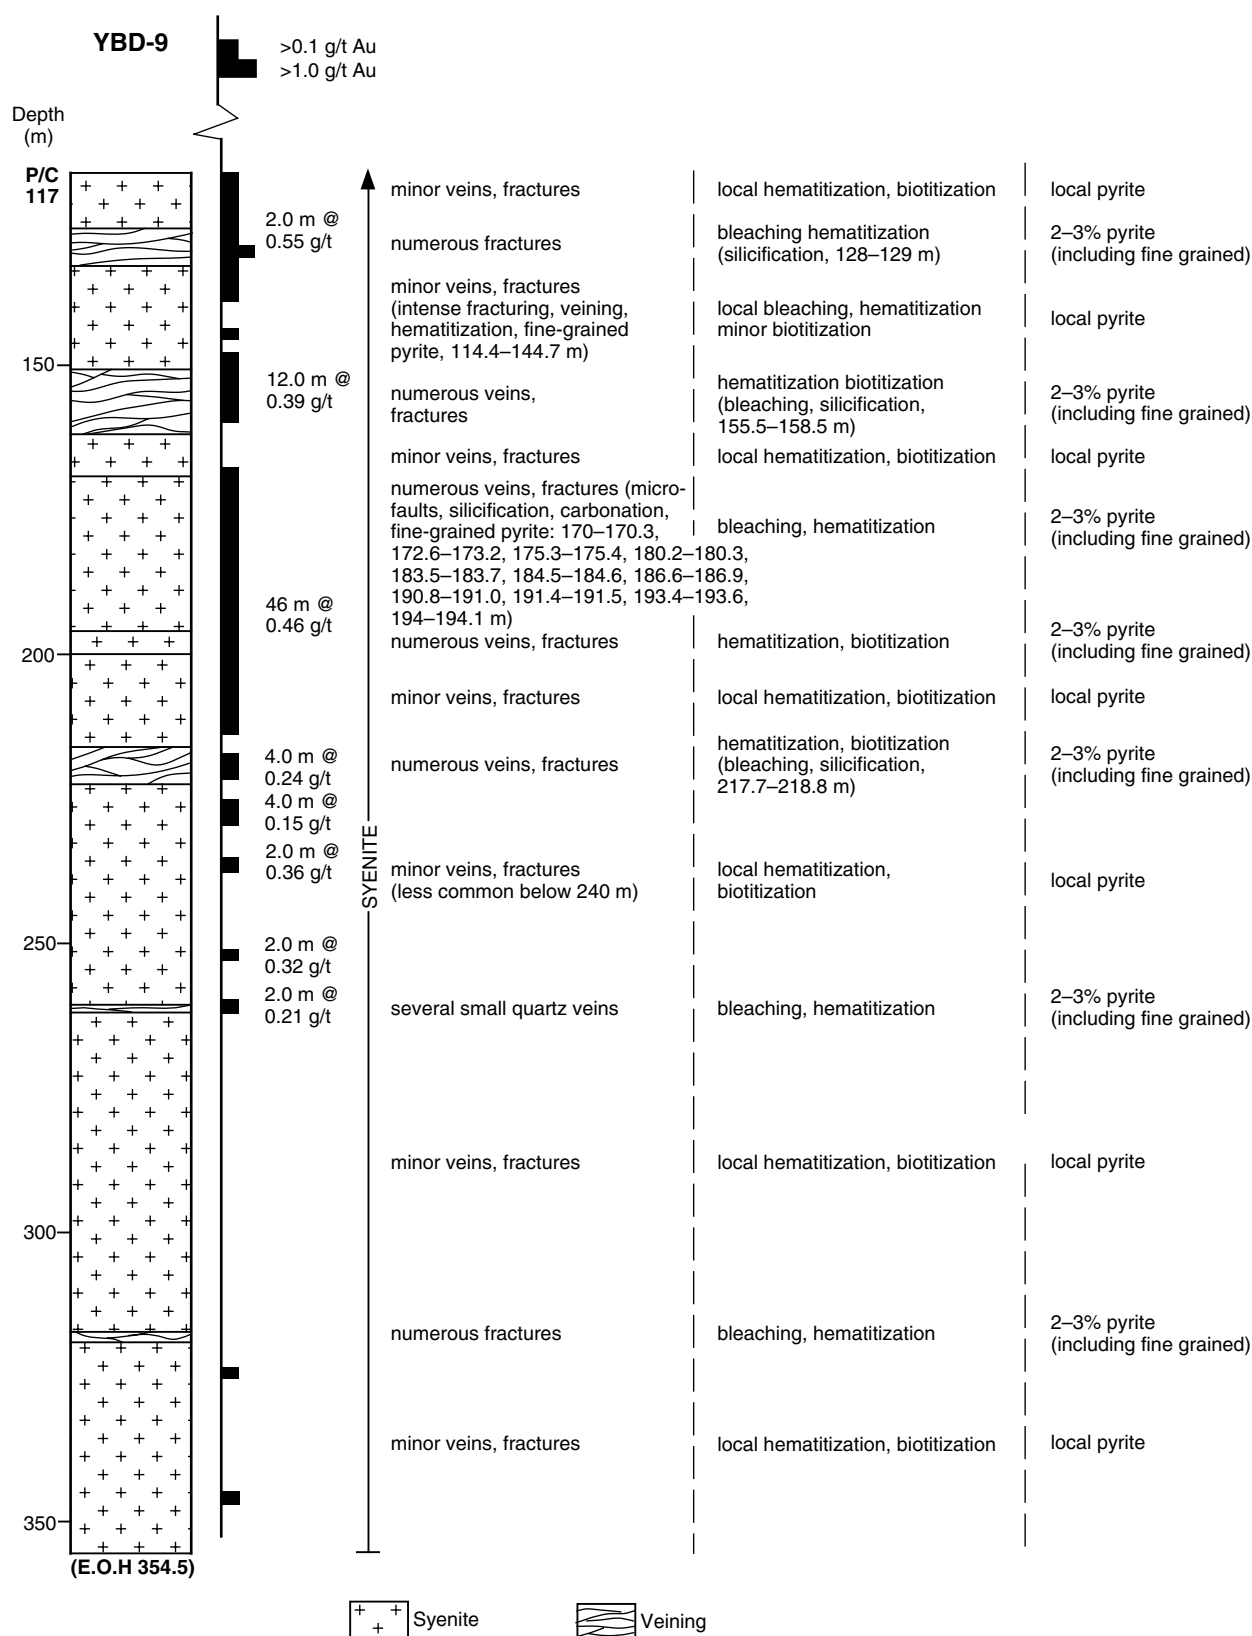 YBD-9
>0.1 g/t Au
>1.0 g/t Au
Depth
(m)
P/C
117
minor veins, fractures
local hematitization, biotitization
local pyrite
2.0 m @
0.55 g/t
numerous fractures
bleaching hematitization
(silicification, 128–129 m)
2–3% pyrite
(including fine grained)
minor veins, fractures
(intense fracturing, veining,
hematitization, fine-grained
pyrite, 114.4–144.7 m)
local bleaching, hematitization
minor biotitization
local pyrite
150
12.0 m @
0.39 g/t
numerous veins,
fractures
hematitization biotitization
(bleaching, silicification,
155.5–158.5 m)
2–3% pyrite
(including fine grained)
minor veins, fractures
local hematitization, biotitization
local pyrite
numerous veins, fractures (micro-
faults, silicification, carbonation,
fine-grained pyrite: 170–170.3,
172.6–173.2, 175.3–175.4, 180.2–180.3,
183.5–183.7, 184.5–184.6, 186.6–186.9,
190.8–191.0, 191.4–191.5, 193.4–193.6,
194–194.1 m)
bleaching, hematitization
2–3% pyrite
(including fine grained)
46 m @
0.46 g/t
numerous veins, fractures
hematitization, biotitization
2–3% pyrite
(including fine grained)
200
minor veins, fractures
local hematitization, biotitization
local pyrite
4.0 m @
0.24 g/t
numerous veins, fractures
hematitization, biotitization
(bleaching, silicification,
217.7–218.8 m)
2–3% pyrite
(including fine grained)
4.0 m @
0.15 g/t
2.0 m @
0.36 g/t
SYENITE
minor veins, fractures
(less common below 240 m)
local hematitization,
biotitization
local pyrite
250
2.0 m @
0.32 g/t
2.0 m @
0.21 g/t
several small quartz veins
bleaching, hematitization
2–3% pyrite
(including fine grained)
minor veins, fractures
local hematitization, biotitization
local pyrite
300
numerous fractures
bleaching, hematitization
2–3% pyrite
(including fine grained)
minor veins, fractures
local hematitization, biotitization
local pyrite
350
(E.O.H 354.5)
Syenite
Veining